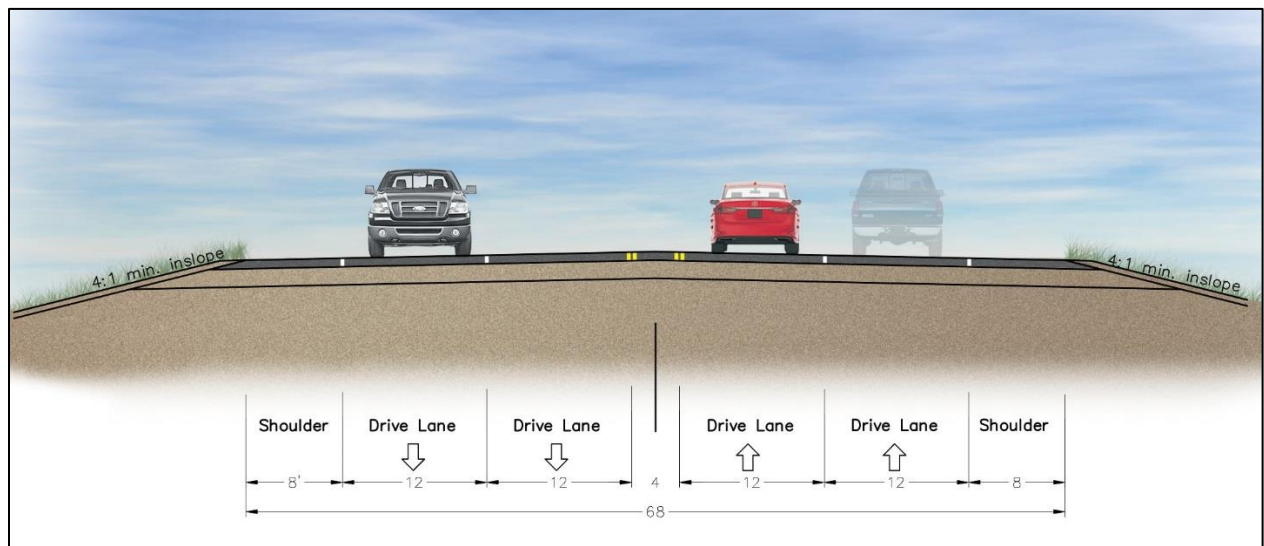 4:1 min. inslope
4:1 min. inslope
Shoulder Drive Lane Drive Lane Drive Lane Drive Lane Shoulder
8' 12 12 4 12 12 8
68